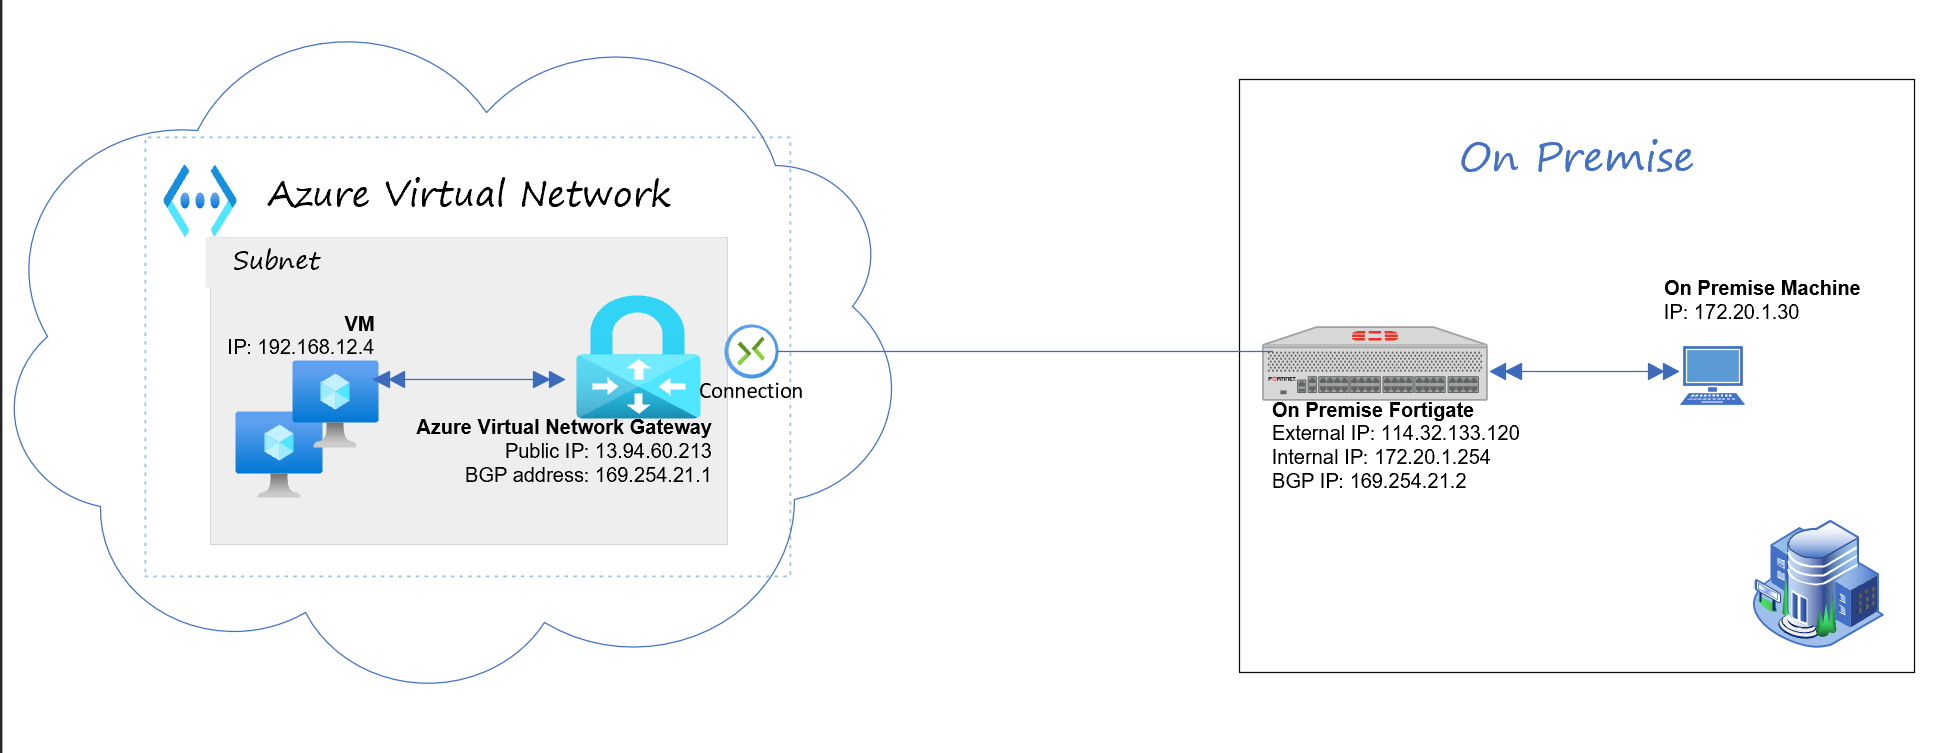 Azure Virtual Network
Subnet
VM
IP: 192.168.12.4
Connection
Azure Virtual Network Gateway
Public IP: 13.94.60.213
BGP address: 169.254.21.1
On Premise
On Premise Machine
IP: 172.20.1.30
FORTINET
On Premise Fortigate
External IP: 114.32.133.120
Internal IP: 172.20.1.254
BGP IP: 169.254.21.2